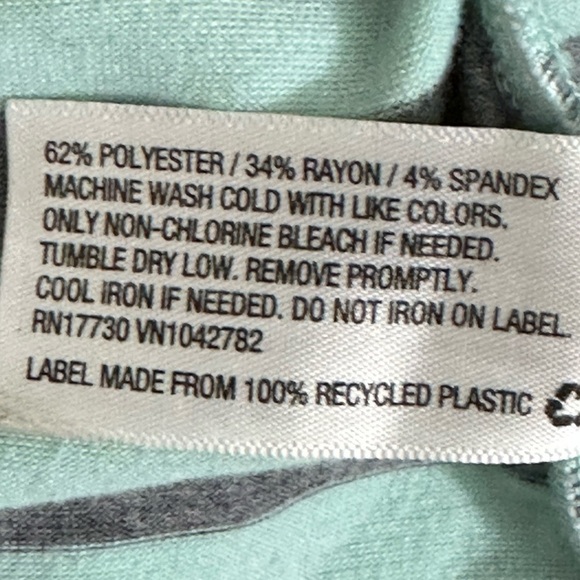 62% POLYESTER / 34% RAYON / 4% SPANDEX
MACHINE WASH COLD WITH LIKE COLORS.
ONLY NON-CHLORINE BLEACH IF NEEDED.
TUMBLE DRY LOW. REMOVE PROMPTLY.
COOL IRON IF NEEDED. DO NOT IRON ON LABEL.
RN17730 VN1042782
LABEL MADE FROM 100% RECYCLED PLASTIC